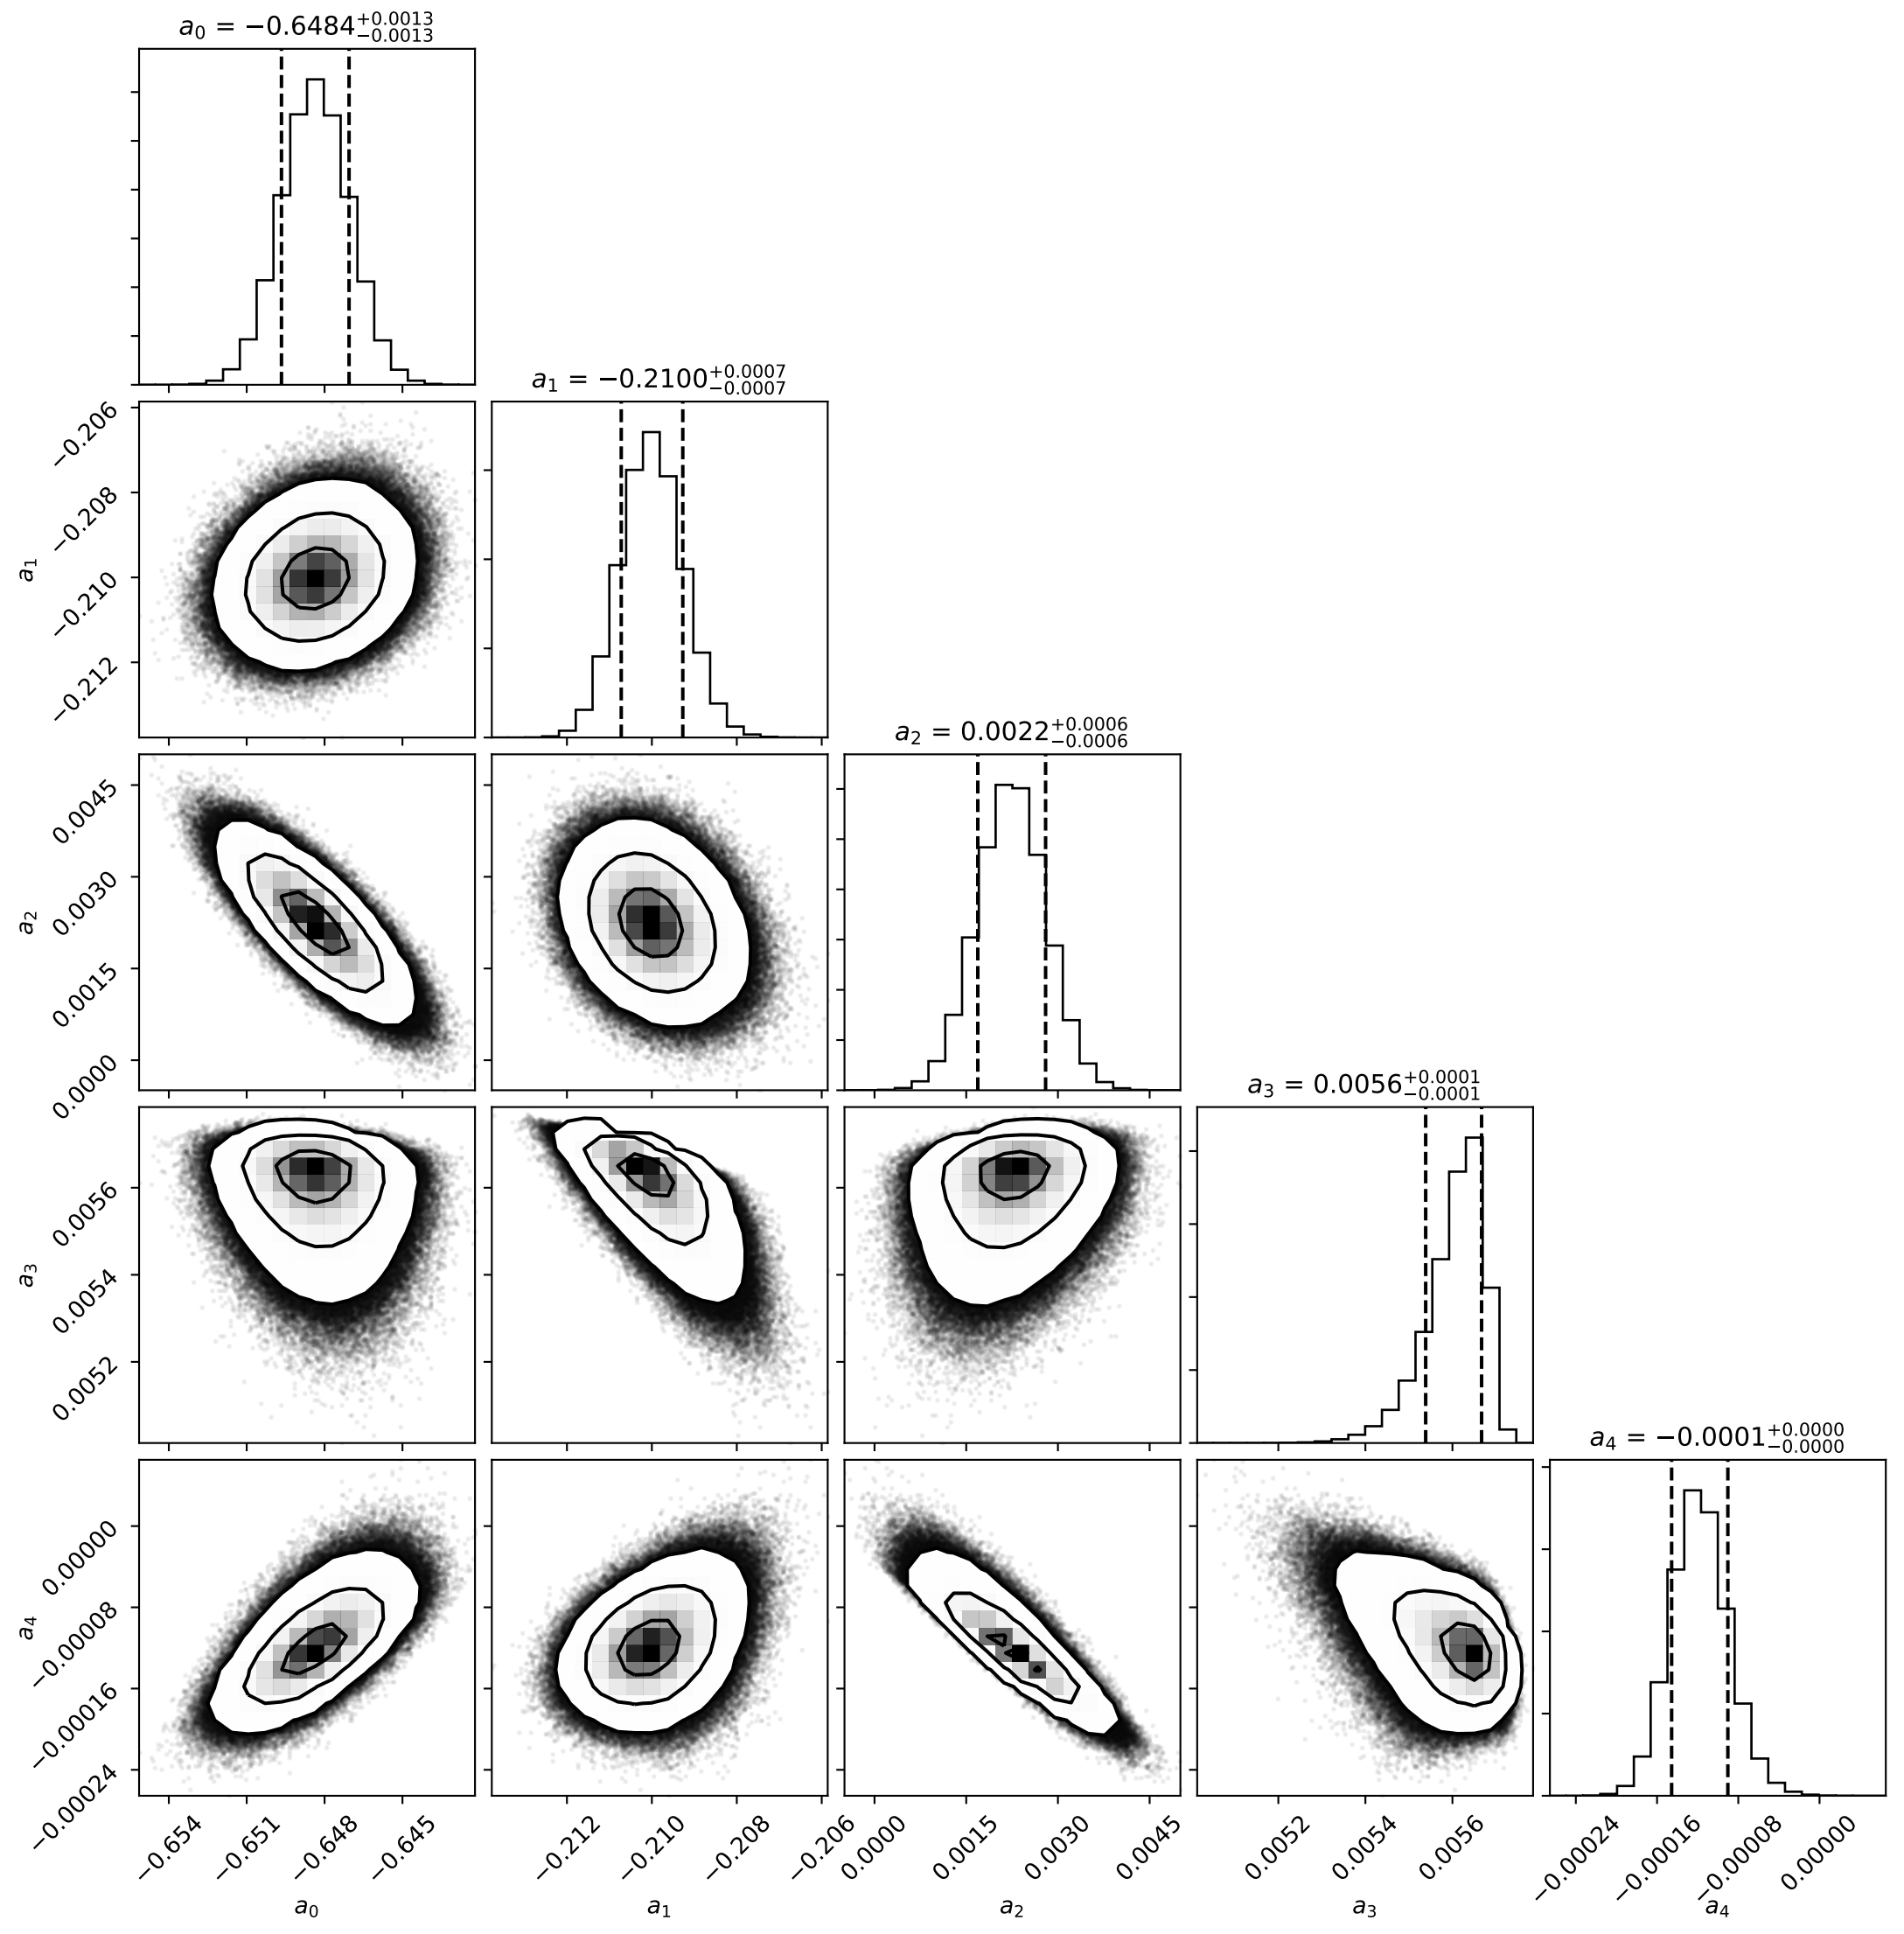 a₀ = −0.6484⁺⁰·⁰⁰¹³₋₀.₀₀₁₃
a₁ = −0.2100⁺⁰·⁰⁰⁰⁷₋₀.₀₀₀₇
−0.206
−0.208
−0.210
−0.212
a₁
a₂ = 0.0022⁺⁰·⁰⁰⁰⁶₋₀.₀₀₀₆
0.0045
0.0030
0.0015
0.0000
a₂
a₃ = 0.0056⁺⁰·⁰⁰⁰¹₋₀.₀₀₀₁
0.0056
0.0054
0.0052
a₃
a₄ = −0.0001⁺⁰·⁰⁰⁰⁰₋₀.₀₀₀₀
0.00000
−0.00008
−0.00016
−0.00024
a₄
−0.654 −0.651 −0.648 −0.645
−0.212 −0.210 −0.208 −0.206
0.0000 0.0015 0.0030 0.0045
0.0052 0.0054 0.0056
−0.00024 −0.00016 −0.00008 0.00000
a₀ a₁ a₂ a₃ a₄